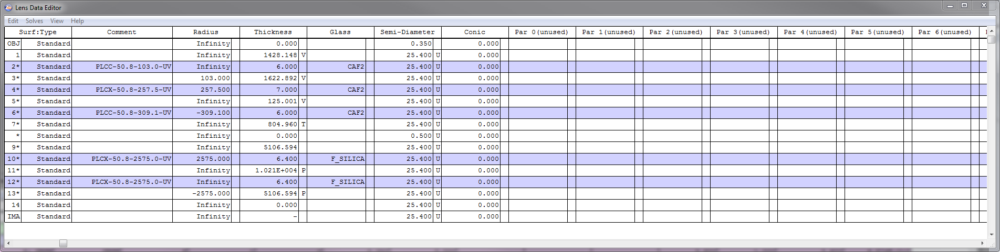 Lens Data Editor
Edit Solves View Help
Surf:Type Comment Radius Thickness Glass Semi-Diameter Conic Par 0(unused) Par 1(unused) Par 2(unused) Par 3(unused) Par 4(unused) Par 5(unused) Par 6(unused)
OBJ Standard Infinity 0.000 0.350 0.000
1 Standard Infinity 1428.148 V 25.400 U 0.000
2* Standard PLCC-50.8-103.0-UV Infinity 6.000 CAF2 25.400 U 0.000
3* Standard 103.000 1622.892 V 25.400 U 0.000
4* Standard PLCX-50.8-257.5-UV 257.500 7.000 CAF2 25.400 U 0.000
5* Standard Infinity 125.001 V 25.400 U 0.000
6* Standard PLCC-50.8-309.1-UV -309.100 6.000 CAF2 25.400 U 0.000
7* Standard Infinity 804.960 T 25.400 U 0.000
* Standard Infinity 0.000 0.500 U 0.000
9* Standard Infinity 5106.594 25.400 U 0.000
10* Standard PLCX-50.8-2575.0-UV 2575.000 6.400 F_SILICA 25.400 U 0.000
11* Standard Infinity 1.021E+004 P 25.400 U 0.000
12* Standard PLCX-50.8-2575.0-UV Infinity 6.400 F_SILICA 25.400 U 0.000
13* Standard -2575.000 5106.594 P 25.400 U 0.000
14 Standard Infinity 0.000 25.400 U 0.000
IMA Standard Infinity - 25.400 U 0.000